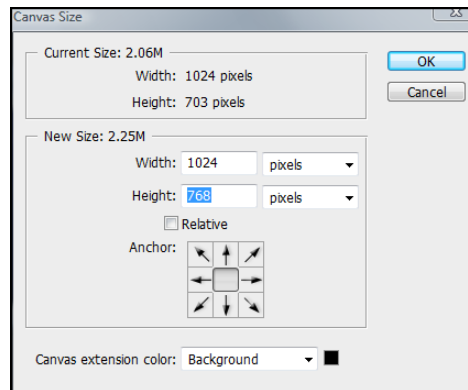 Canvas Size
Current Size: 2.06M
Width: 1024 pixels
Height: 703 pixels
OK
Cancel
New Size: 2.25M
Width: 1024 pixels
Height: 768 pixels
Relative
Anchor:
Canvas extension color: Background